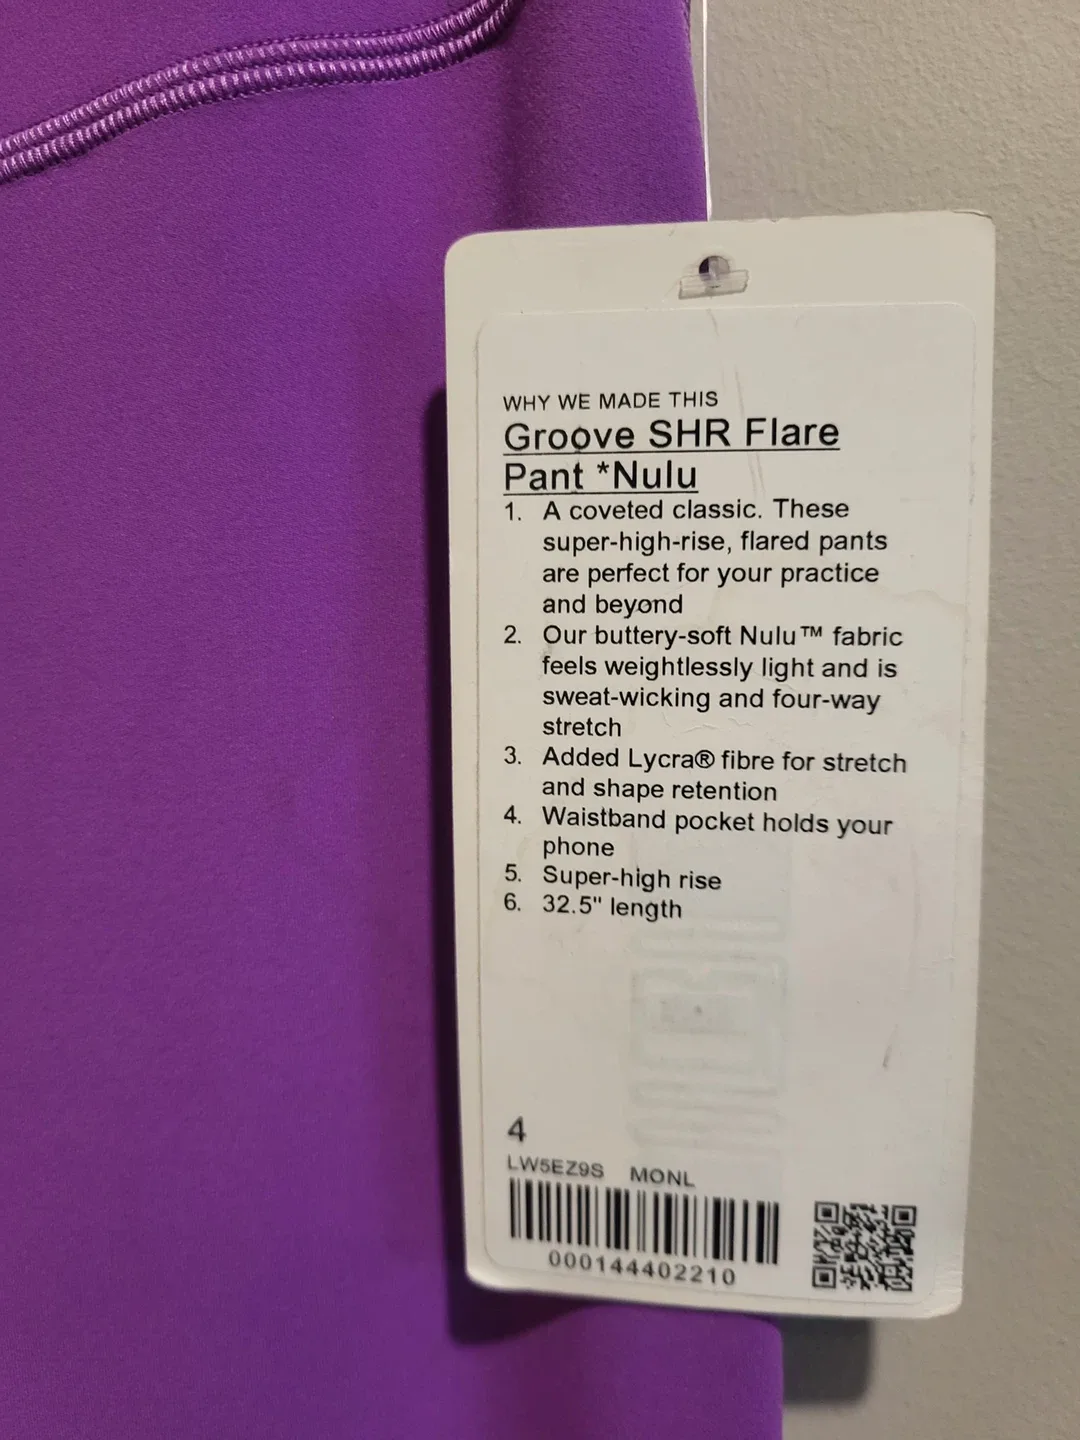 WHY WE MADE THIS
Groove SHR Flare
Pant *Nulu
1. A coveted classic. These
super-high-rise, flared pants
are perfect for your practice
and beyond
2. Our buttery-soft Nulu™ fabric
feels weightlessly light and is
sweat-wicking and four-way
stretch
3. Added Lycra® fibre for stretch
and shape retention
4. Waistband pocket holds your
phone
5. Super-high rise
6. 32.5" length
4
LW5EZ9S MONL
000144402210